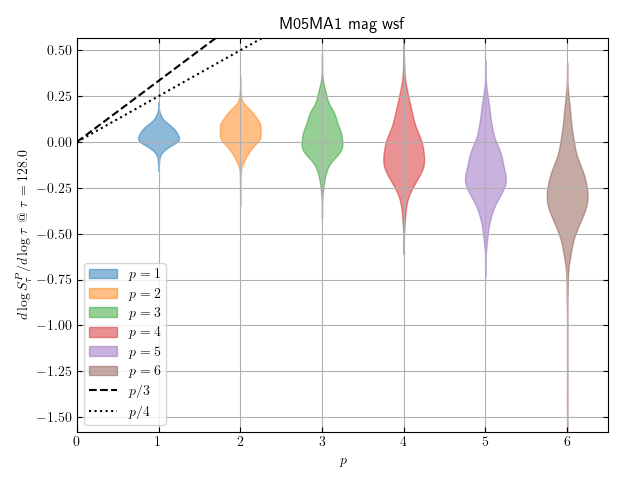 M05MA1 mag wsf
0.50
0.25
0.00
−0.25
−0.50
−0.75
−1.00
−1.25
−1.50
d log S_τ^P / d log τ @ τ = 128.0
p = 1
p = 2
p = 3
p = 4
p = 5
p = 6
p/3
p/4
0 1 2 3 4 5 6
p